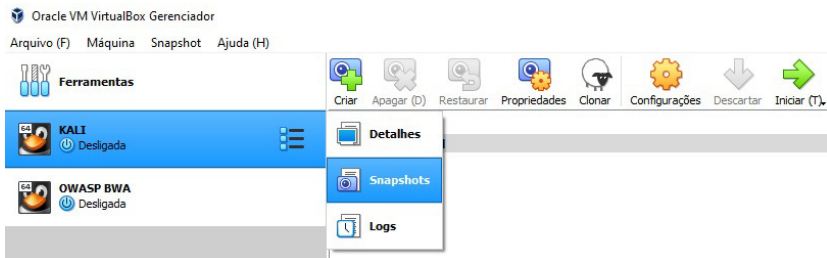 Oracle VM VirtualBox Gerenciador
Arquivo (F) Máquina Snapshot Ajuda (H)
Ferramentas
Criar Apagar (D) Restaurar Propriedades Clonar Configurações Descartar Iniciar (T)
64 KALI
Desligada
Detalhes
Snapshots
Logs
64 OWASP BWA
Desligada